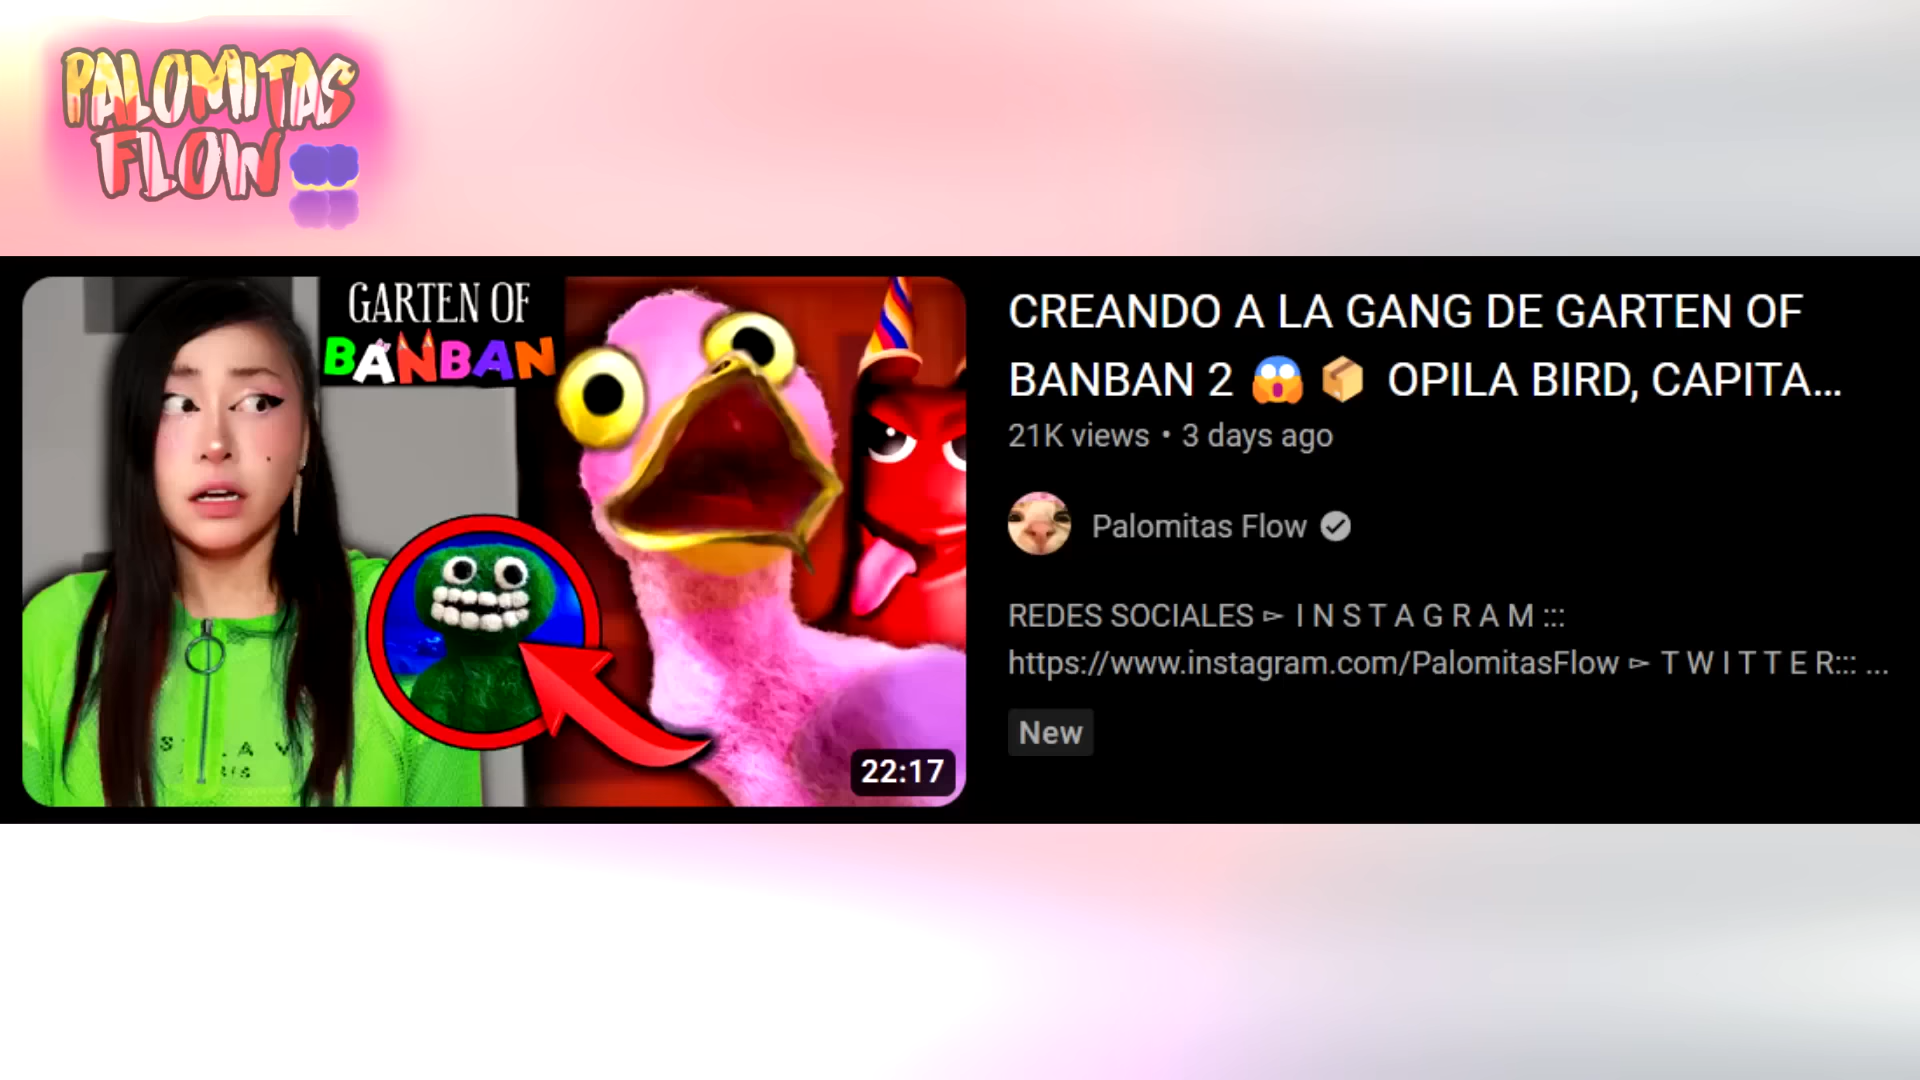 PALOMITAS
FLOW
GARTEN OF
BANBAN
22:17
CREANDO A LA GANG DE GARTEN OF
BANBAN 2 😱 📦 OPILA BIRD, CAPITA...
21K views • 3 days ago
Palomitas Flow
REDES SOCIALES ► I N S T A G R A M :::
https://www.instagram.com/PalomitasFlow ► T W I T T E R::: ...
New